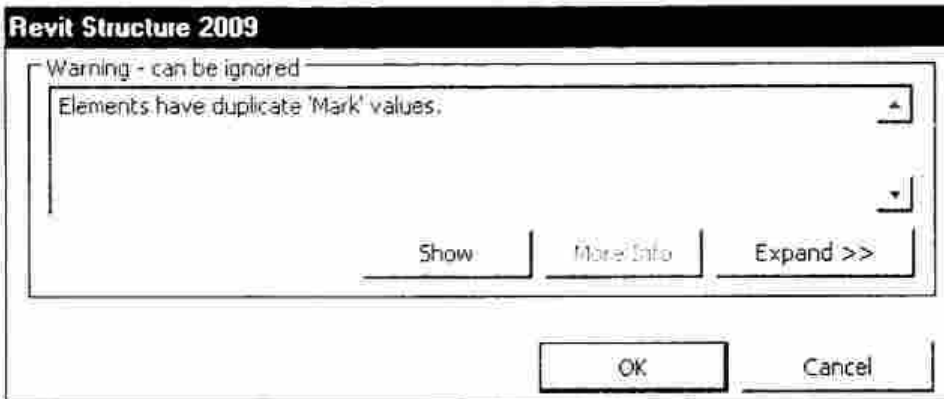 Revit Structure 2009
Warning - can be ignored
Elements have duplicate 'Mark' values.
Show More Info Expand >>
OK Cancel